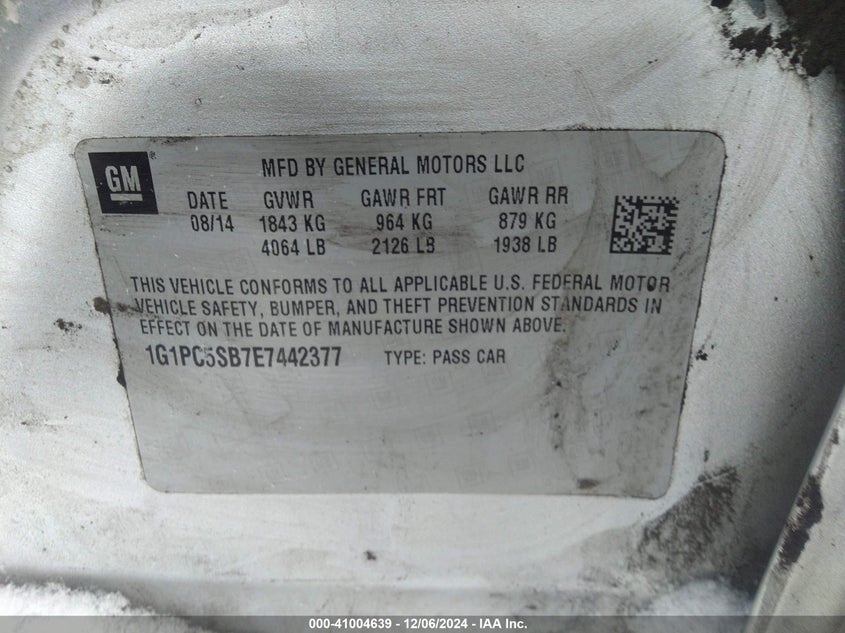 GM ®
MFD BY GENERAL MOTORS LLC
DATE GVWR GAWR FRT GAWR RR
08/14 1843 KG 964 KG 879 KG
4064 LB 2126 LB 1938 LB
THIS VEHICLE CONFORMS TO ALL APPLICABLE U.S. FEDERAL MOTOR
VEHICLE SAFETY, BUMPER, AND THEFT PREVENTION STANDARDS IN
EFFECT ON THE DATE OF MANUFACTURE SHOWN ABOVE.
1G1PC5SB7E7442377 TYPE: PASS CAR
000-41004639 - 12/06/2024 - IAA Inc.